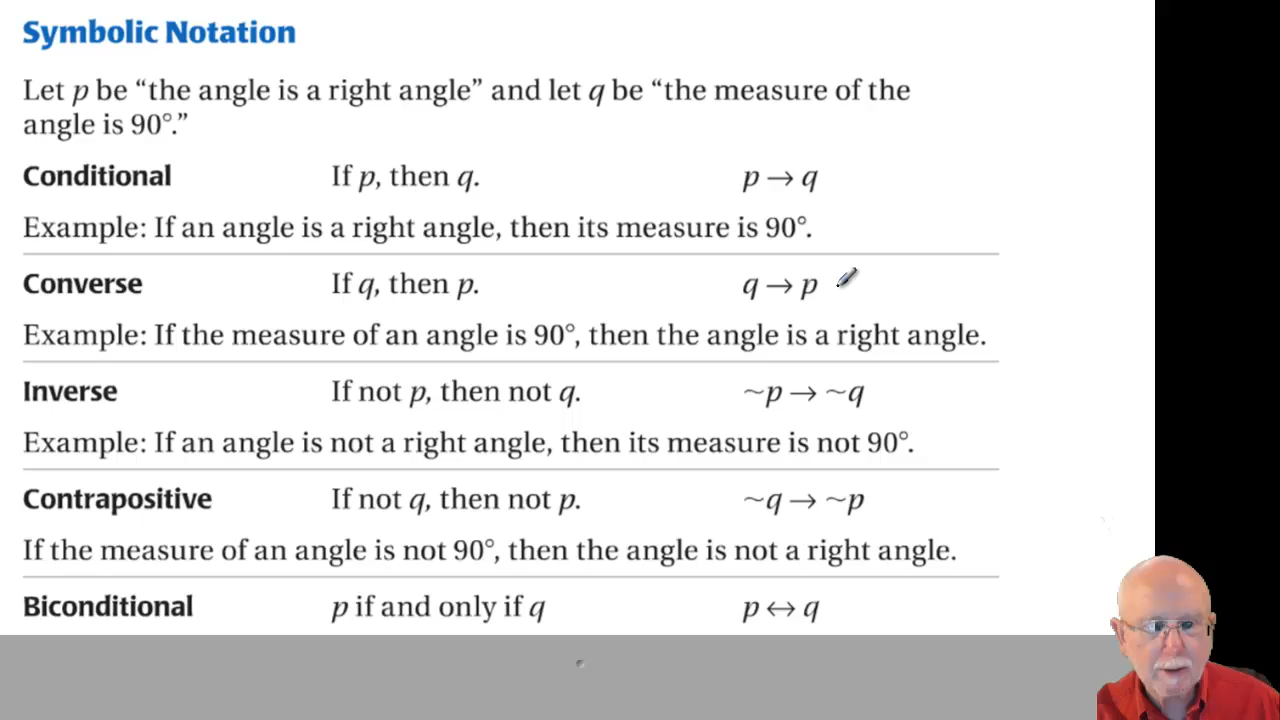 Symbolic Notation
Let p be “the angle is a right angle” and let q be “the measure of the
angle is 90°.”
Conditional If p, then q. p → q
Example: If an angle is a right angle, then its measure is 90°.
Converse If q, then p. q → p
Example: If the measure of an angle is 90°, then the angle is a right angle.
Inverse If not p, then not q. ~p → ~q
Example: If an angle is not a right angle, then its measure is not 90°.
Contrapositive If not q, then not p. ~q → ~p
If the measure of an angle is not 90°, then the angle is not a right angle.
Biconditional p if and only if q p ↔ q